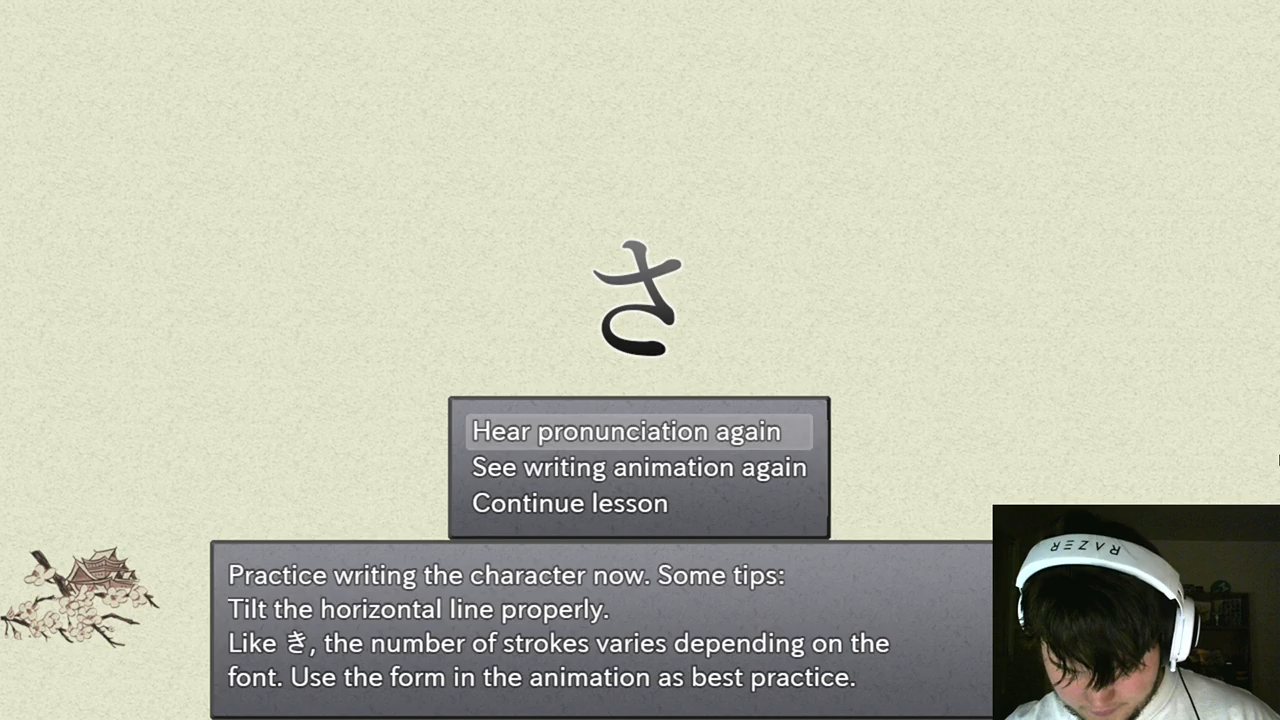 さ
Hear pronunciation again
See writing animation again
Continue lesson
Practice writing the character now. Some tips:
Tilt the horizontal line properly.
Like き, the number of strokes varies depending on the
font. Use the form in the animation as best practice.
RAZER